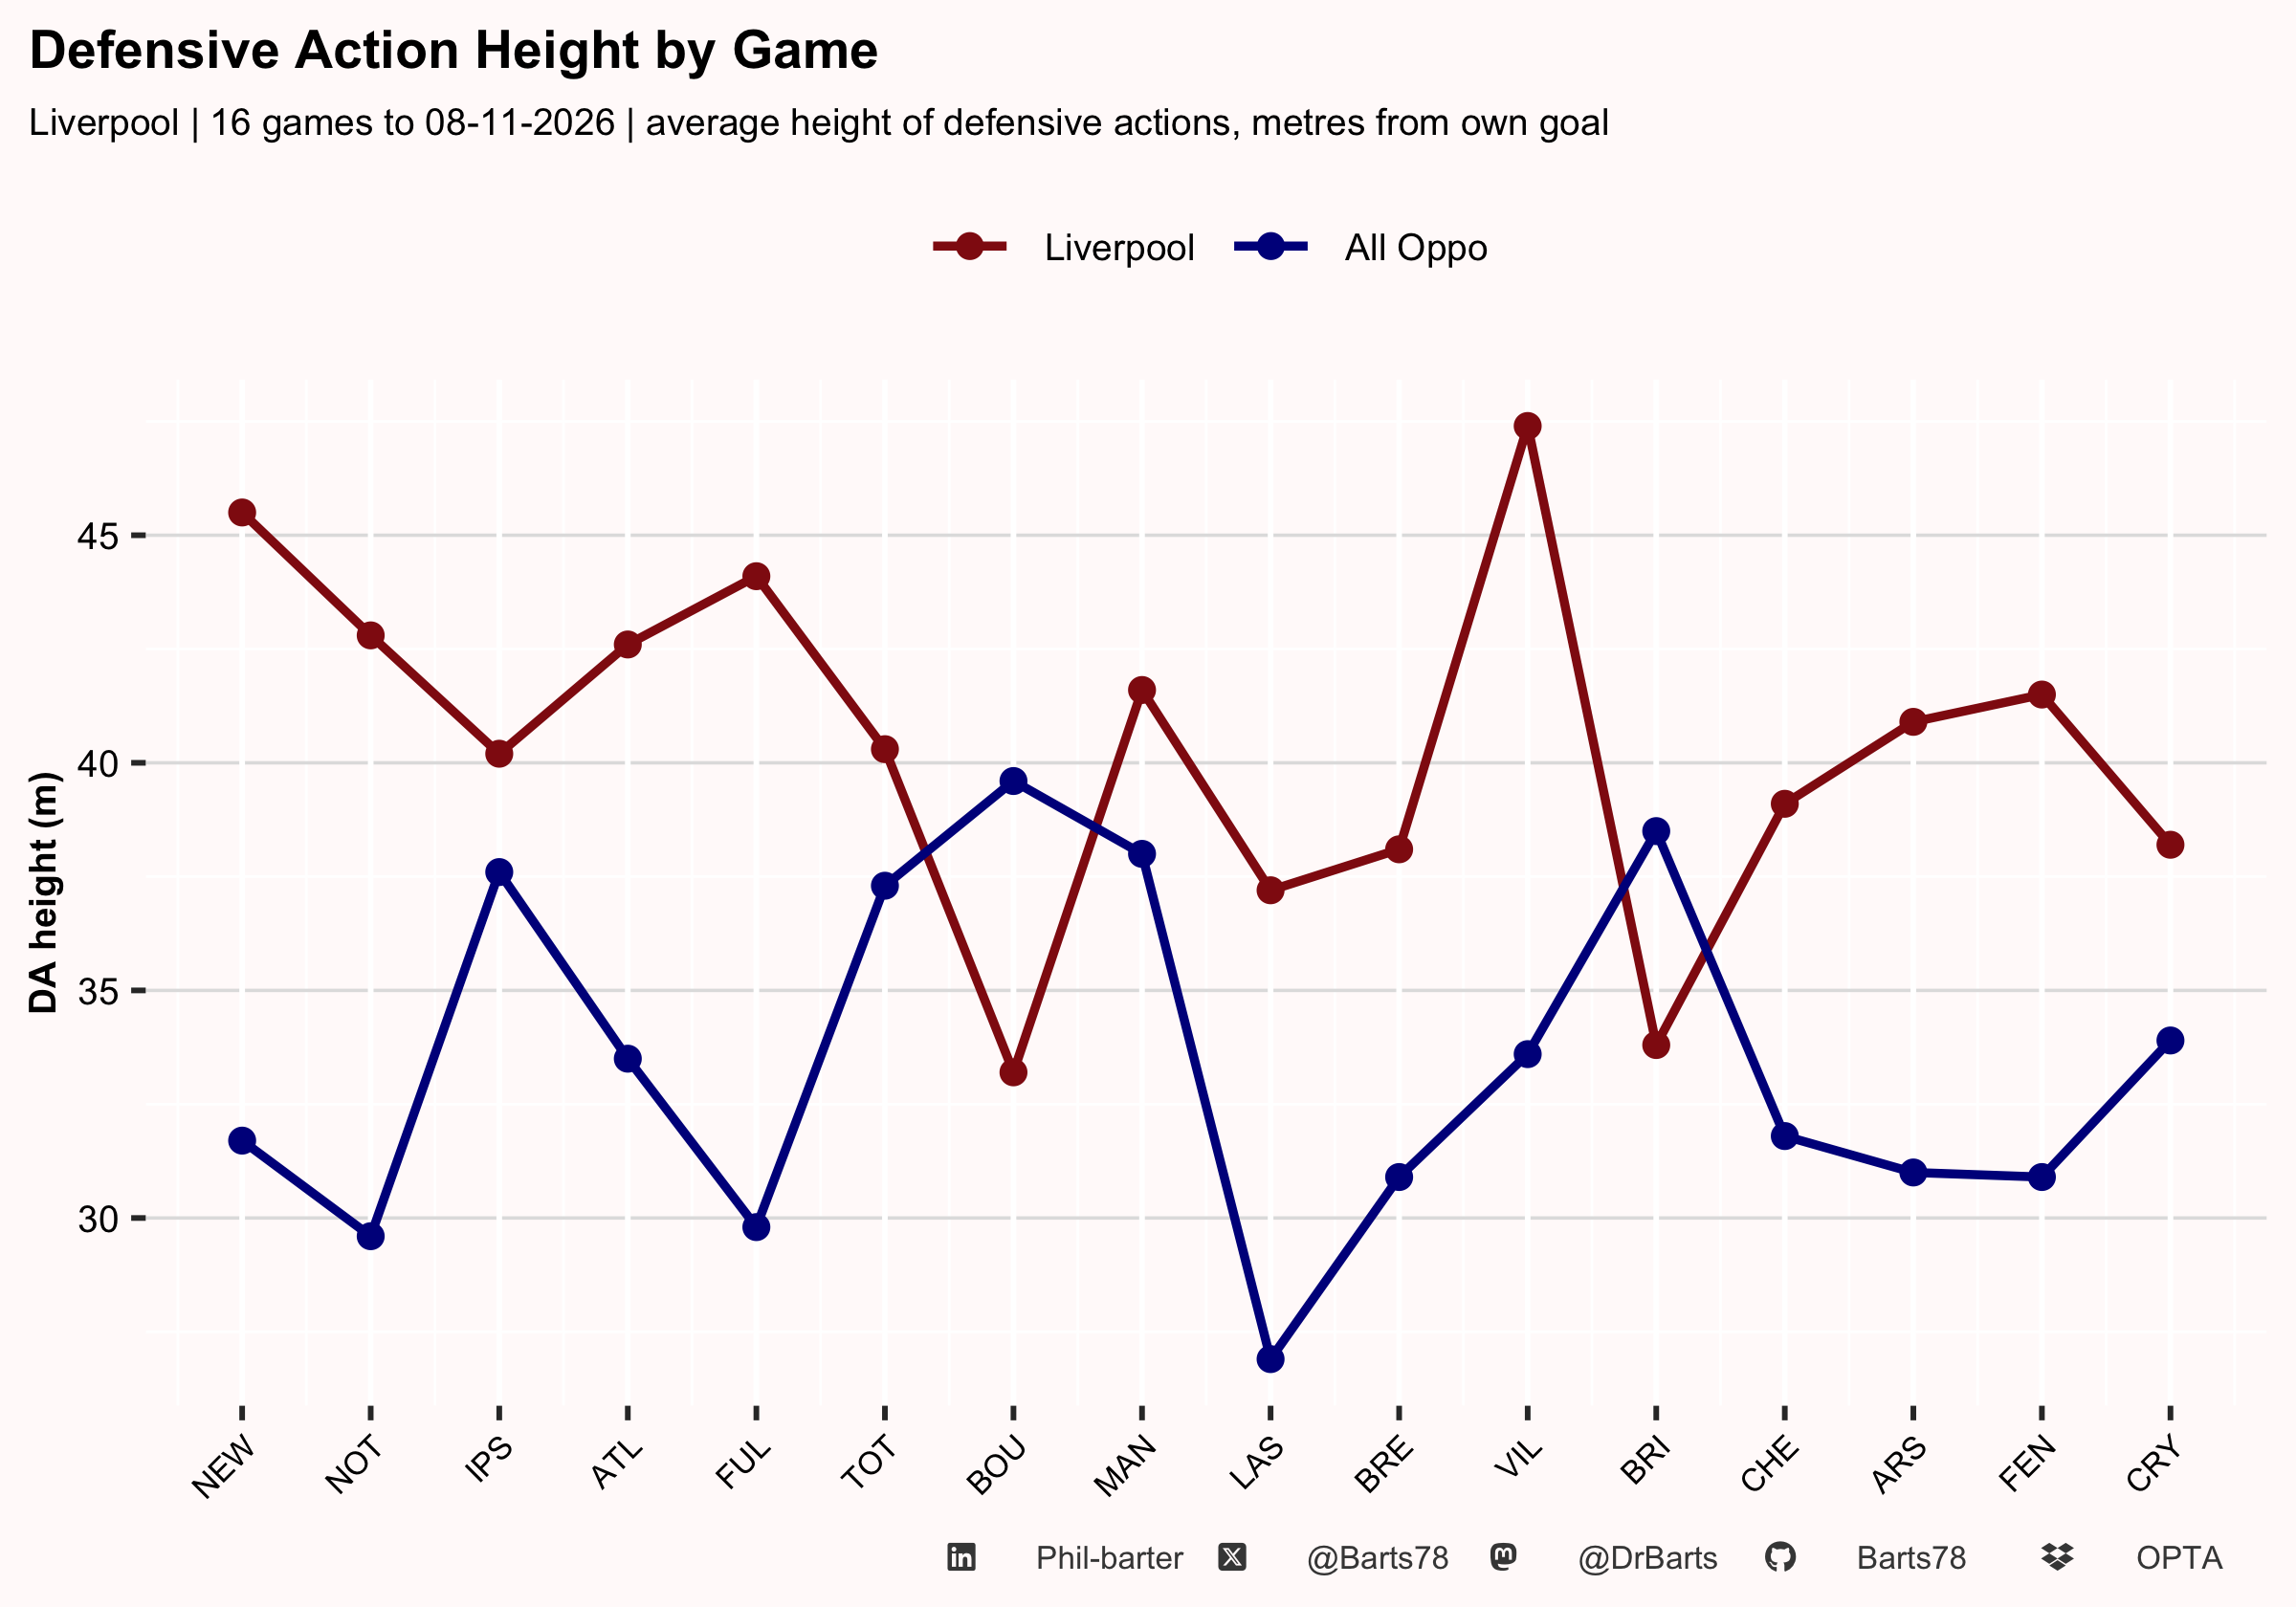 Defensive Action Height by Game
Liverpool | 16 games to 08-11-2026 | average height of defensive actions, metres from own goal
Liverpool All Oppo
DA height (m)
45
40
35
30
NEW NOT IPS ATL FUL TOT BOU MAN LAS BRE VIL BRI CHE ARS FEN CRY
in Phil-barter X @Barts78 m @DrBarts Barts78 OPTA